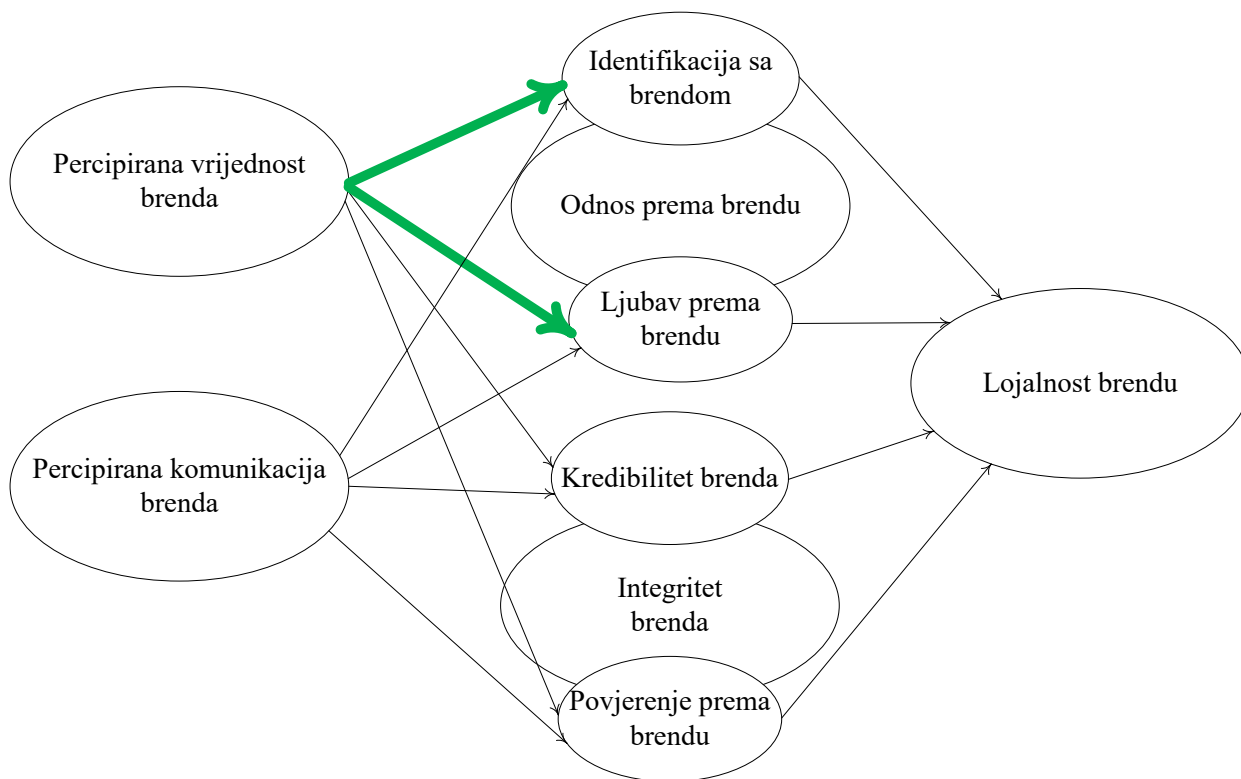 Identifikacija sa
brendom
Percipirana vrijednost
brenda
Odnos prema brendu
Ljubav prema
brendu
Lojalnost brendu
Percipirana komunikacija
brenda
Kredibilitet brenda
Integritet
brenda
Povjerenje prema
brendu